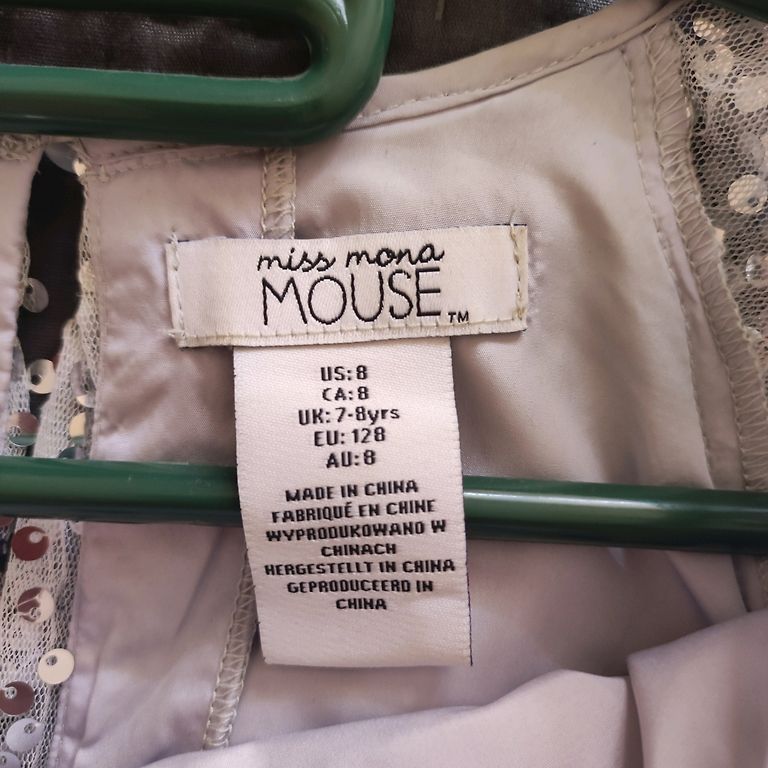 miss mona
MOUSE™
US: 8
CA: 8
UK: 7-8yrs
EU: 128
AU: 8
MADE IN CHINA
FABRIQUÉ EN CHINE
WYPRODUKOWANO W
CHINACH
HERGESTELLT IN CHINA
GEPRODUCEERD IN
CHINA